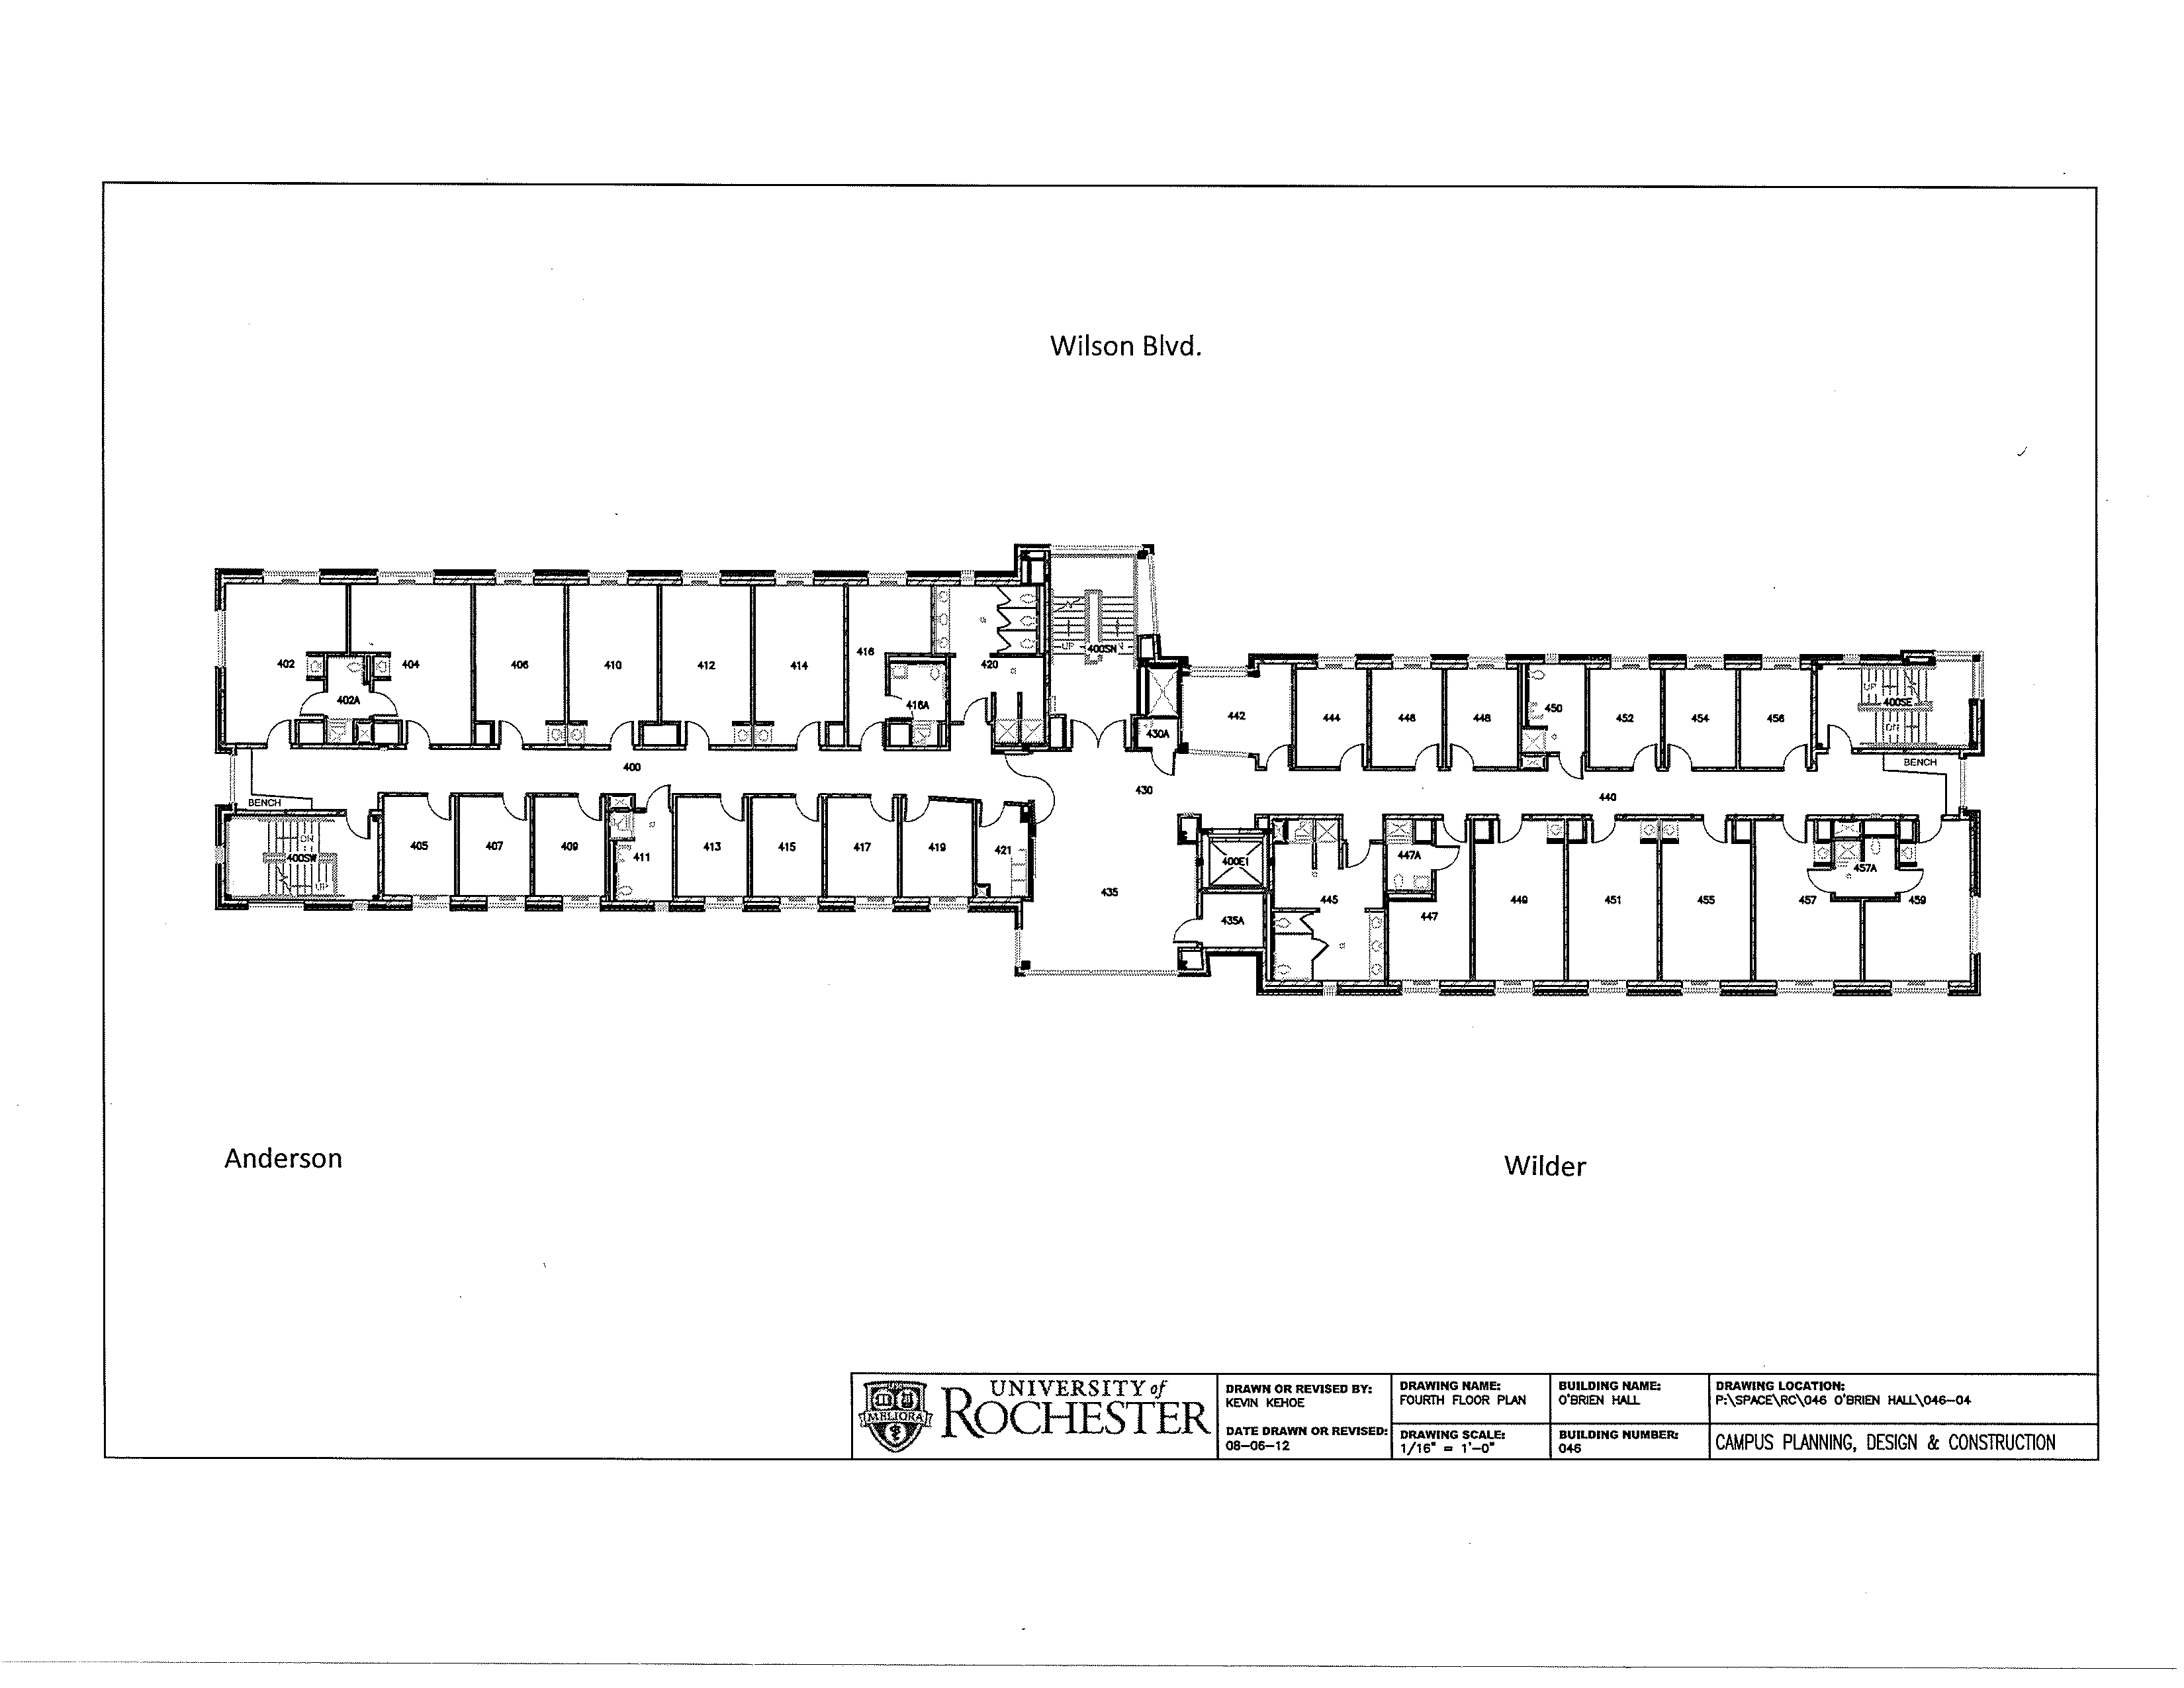 Wilson Blvd.
402
402A
404
406
410
412
414
416
416A
420
UP
400SN
430A
442
444
446
448
450
452
454
456
UP
400SE
DN
BENCH
400
430
440
BENCH
DN
400SW
UP
405
407
409
411
413
415
417
419
421
435
400E1
435A
445
447A
447
449
451
455
457
457A
459
Anderson
Wilder
UNIVERSITY of
ROCHESTER
MELIORA
DRAWN OR REVISED BY:
KEVIN KEHOE
DATE DRAWN OR REVISED:
08-06-12
DRAWING NAME:
FOURTH FLOOR PLAN
DRAWING SCALE:
1/16" = 1'-0"
BUILDING NAME:
O'BRIEN HALL
BUILDING NUMBER:
046
DRAWING LOCATION:
P:\SPACE\RC\046 O'BRIEN HALL\046-04
CAMPUS PLANNING, DESIGN & CONSTRUCTION